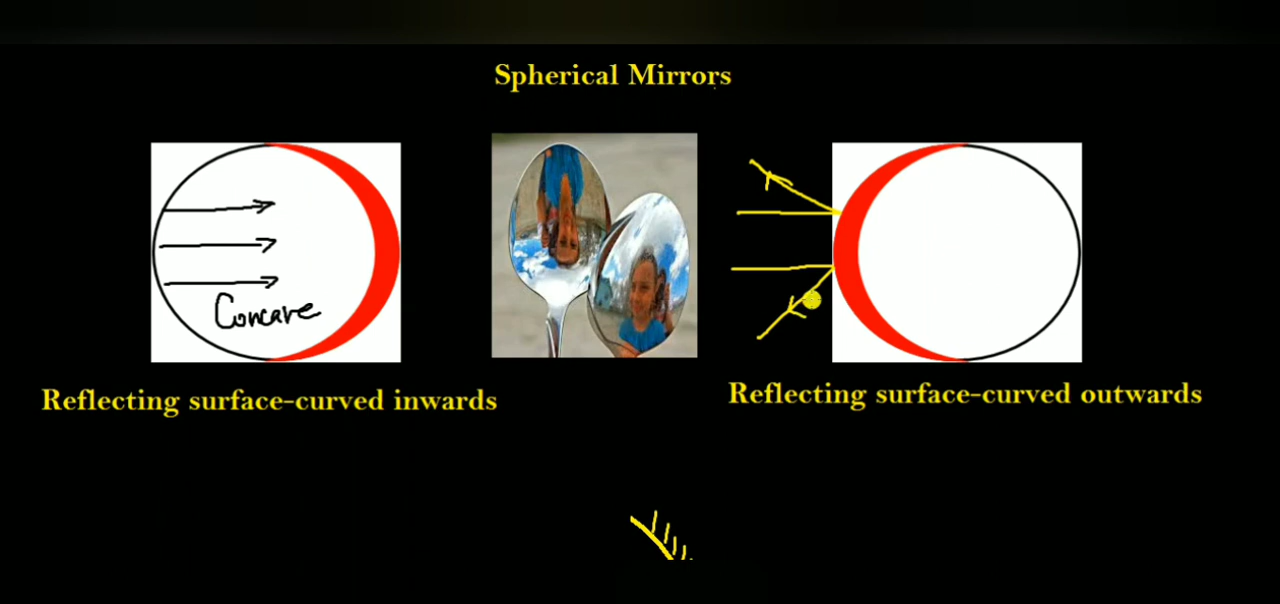 Spherical Mirrors
Concave
Reflecting surface-curved inwards
Reflecting surface-curved outwards